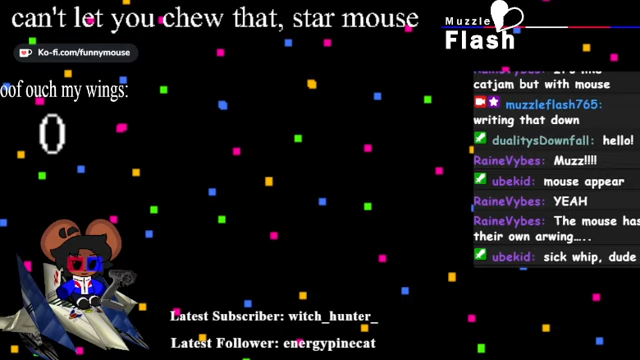 can't let you chew that, star mouse
Muzzle
Flash
Ko-fi.com/funnymouse
oof ouch my wings:
0
catjam but with mouse
muzzleflash765:
writing that down
dualitysDownfall: hello!
RaineVybes: Muzz!!!!
ubekid: mouse appear
RaineVybes: YEAH
RaineVybes: The mouse has
their own arwing.....
ubekid: sick whip, dude
Latest Subscriber: witch_hunter_
Latest Follower: energypinecat